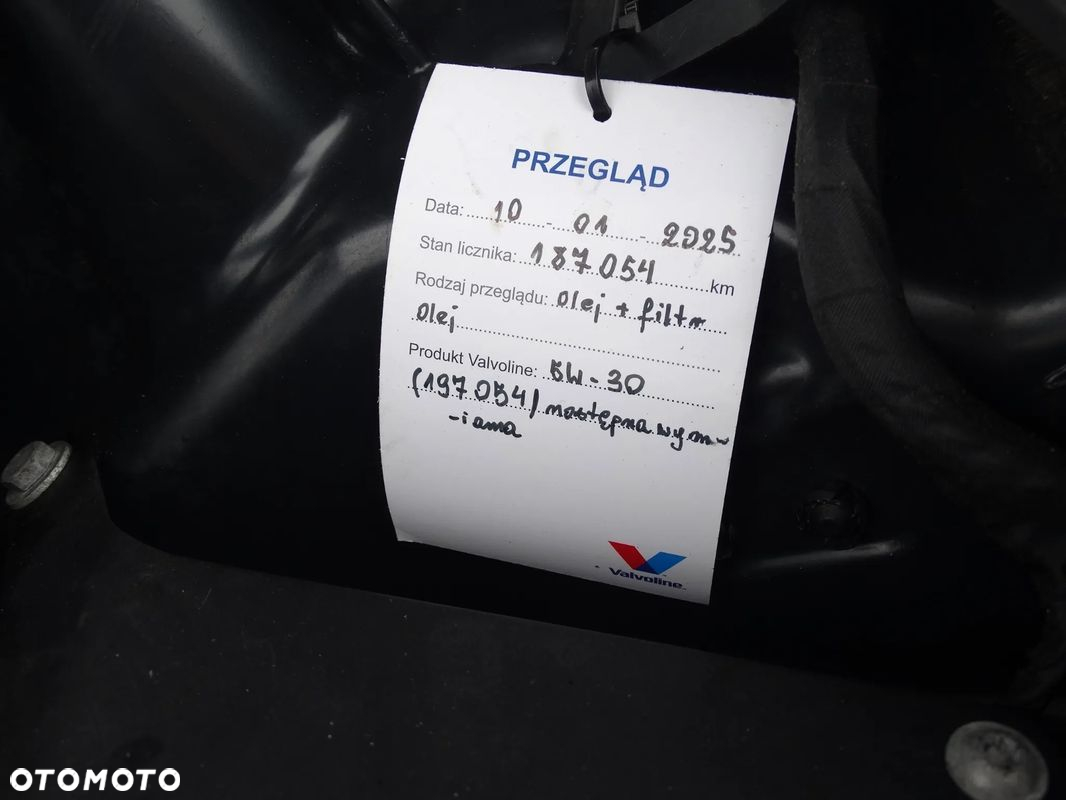 PRZEGLĄD
Data: 10 - 01 - 2025
Stan licznika: 187.054 km
Rodzaj przeglądu: olej + filtr
olej
Produkt Valvoline: 5W-30
(197.054) następna wym
-iana
Valvoline
OTOMOTO